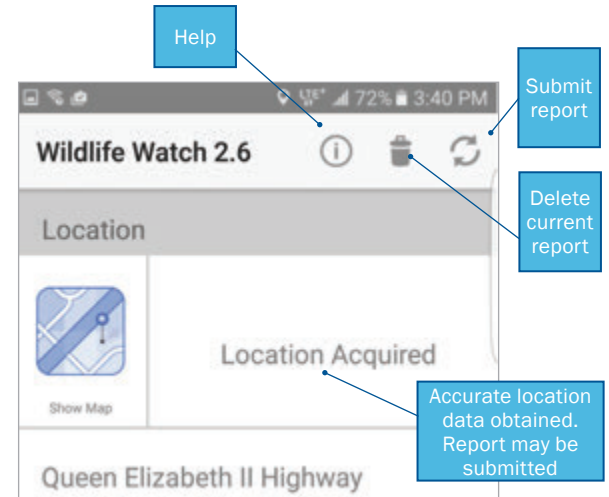 Help
Submit
report
LTE+ 72% 3:40 PM
Wildlife Watch 2.6
Delete
current
report
Location
Location Acquired
Show Map
Accurate location
data obtained.
Report may be
submitted
Queen Elizabeth II Highway